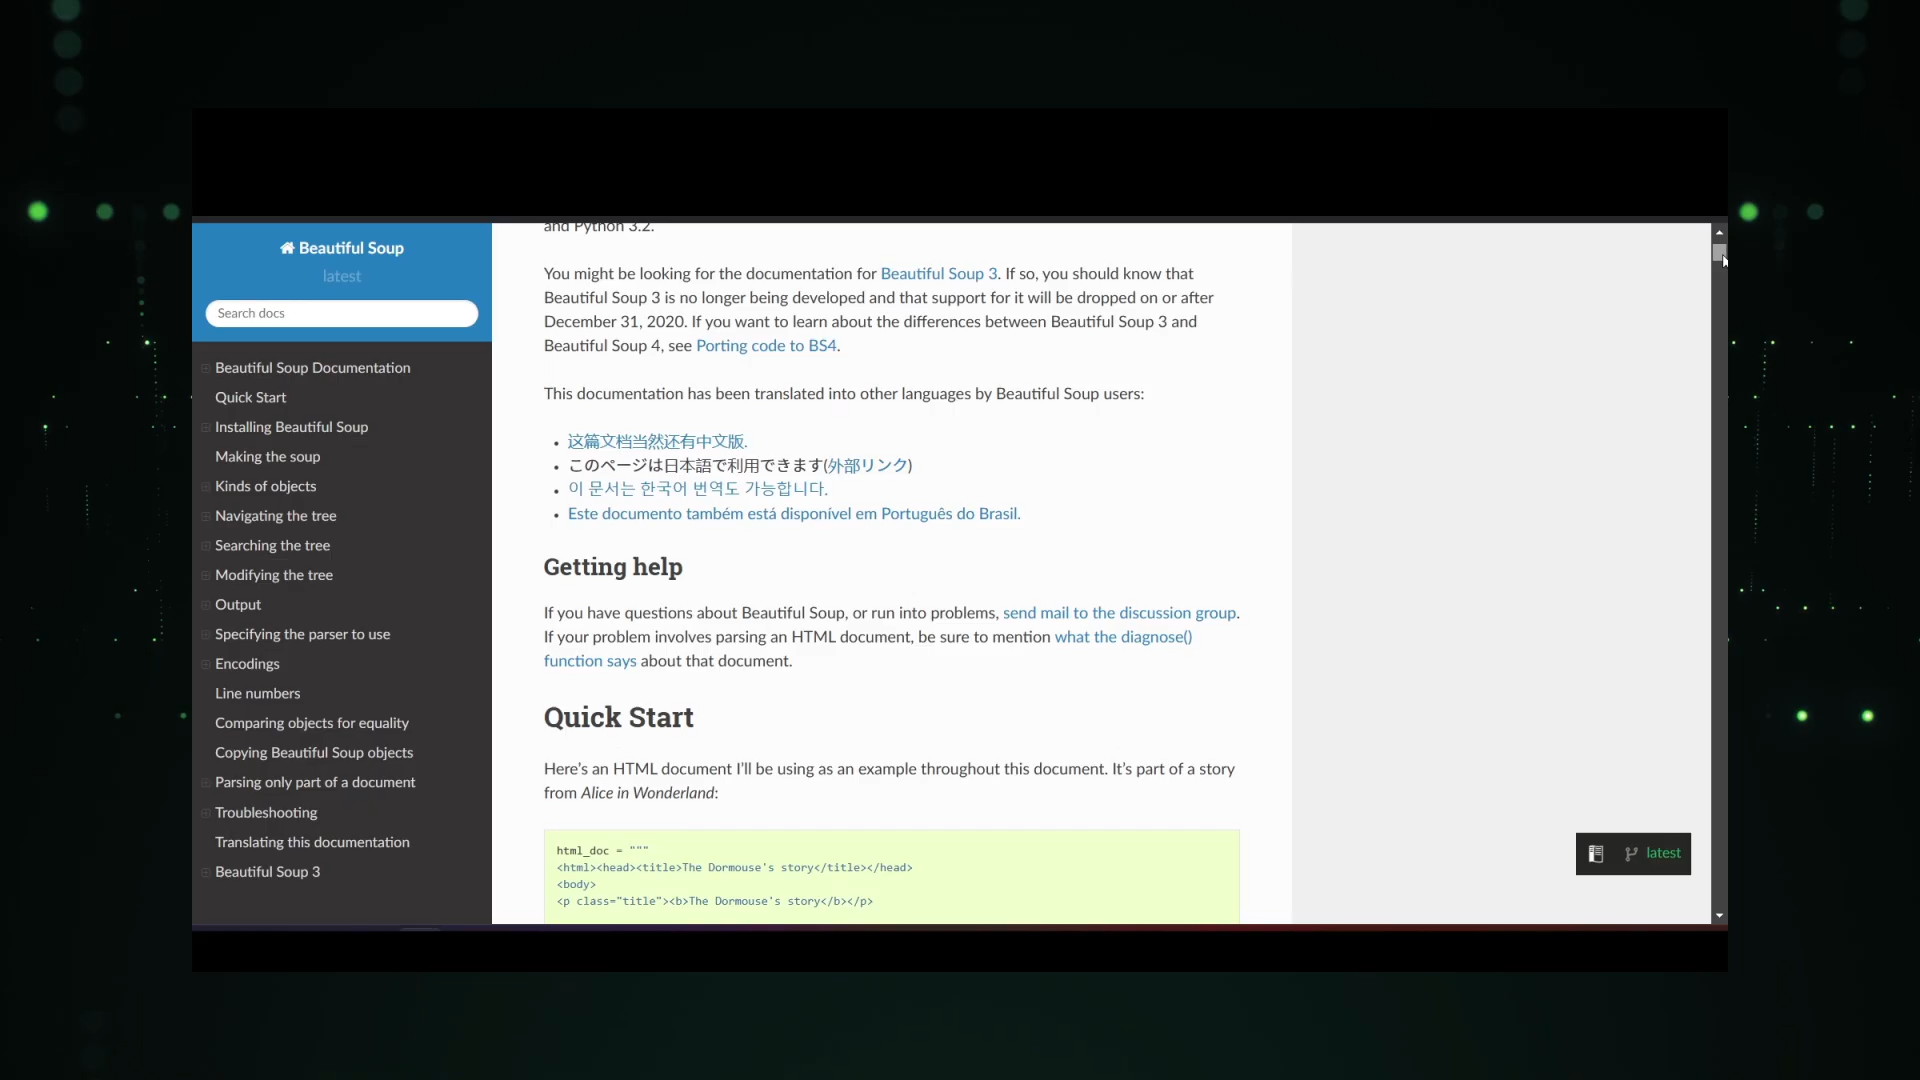 Beautiful Soup
latest
Search docs
Beautiful Soup Documentation
Quick Start
Installing Beautiful Soup
Making the soup
Kinds of objects
Navigating the tree
Searching the tree
Modifying the tree
Output
Specifying the parser to use
Encodings
Line numbers
Comparing objects for equality
Copying Beautiful Soup objects
Parsing only part of a document
Troubleshooting
Translating this documentation
Beautiful Soup 3
and Python 3.2.
You might be looking for the documentation for Beautiful Soup 3. If so, you should know that
Beautiful Soup 3 is no longer being developed and that support for it will be dropped on or after
December 31, 2020. If you want to learn about the differences between Beautiful Soup 3 and
Beautiful Soup 4, see Porting code to BS4.
This documentation has been translated into other languages by Beautiful Soup users:
• 这篇文档当然还有中文版.
• このページは日本語で利用できます(外部リンク)
• 이 문서는 한국어 번역도 가능합니다.
• Este documento também está disponível em Português do Brasil.
Getting help
If you have questions about Beautiful Soup, or run into problems, send mail to the discussion group.
If your problem involves parsing an HTML document, be sure to mention what the diagnose()
function says about that document.
Quick Start
Here’s an HTML document I’ll be using as an example throughout this document. It’s part of a story
from Alice in Wonderland:
html_doc = """
<html><head><title>The Dormouse's story</title></head>
<body>
<p class="title"><b>The Dormouse's story</b></p>
latest